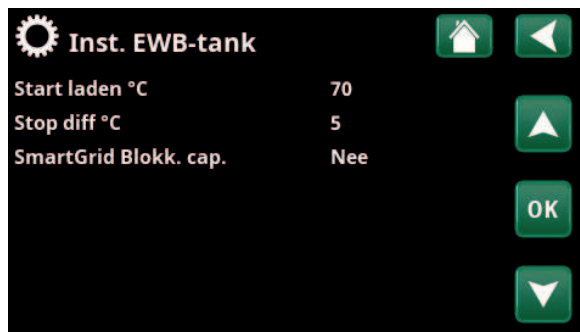 Inst. EWB-tank
Start laden °C 70
Stop diff °C 5
SmartGrid Blokk. cap. Nee
OK